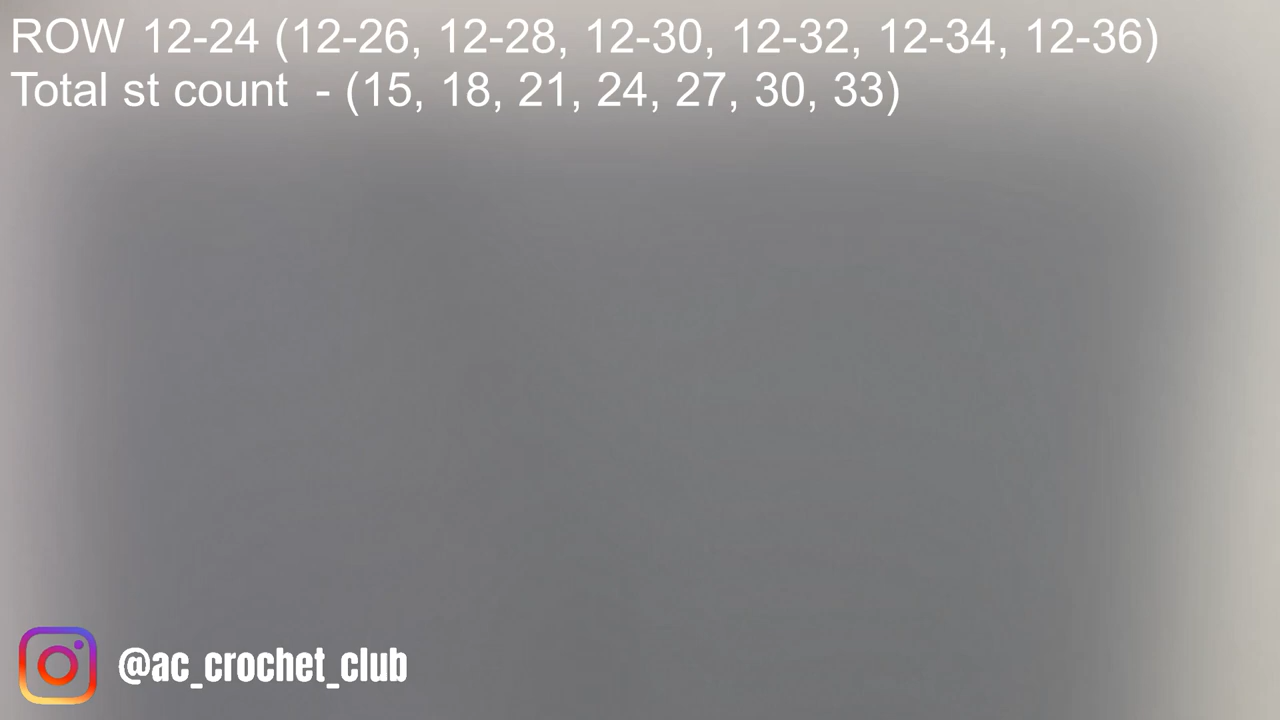 ROW 12-24 (12-26, 12-28, 12-30, 12-32, 12-34, 12-36)
Total st count  - (15, 18, 21, 24, 27, 30, 33)
@ac_crochet_club